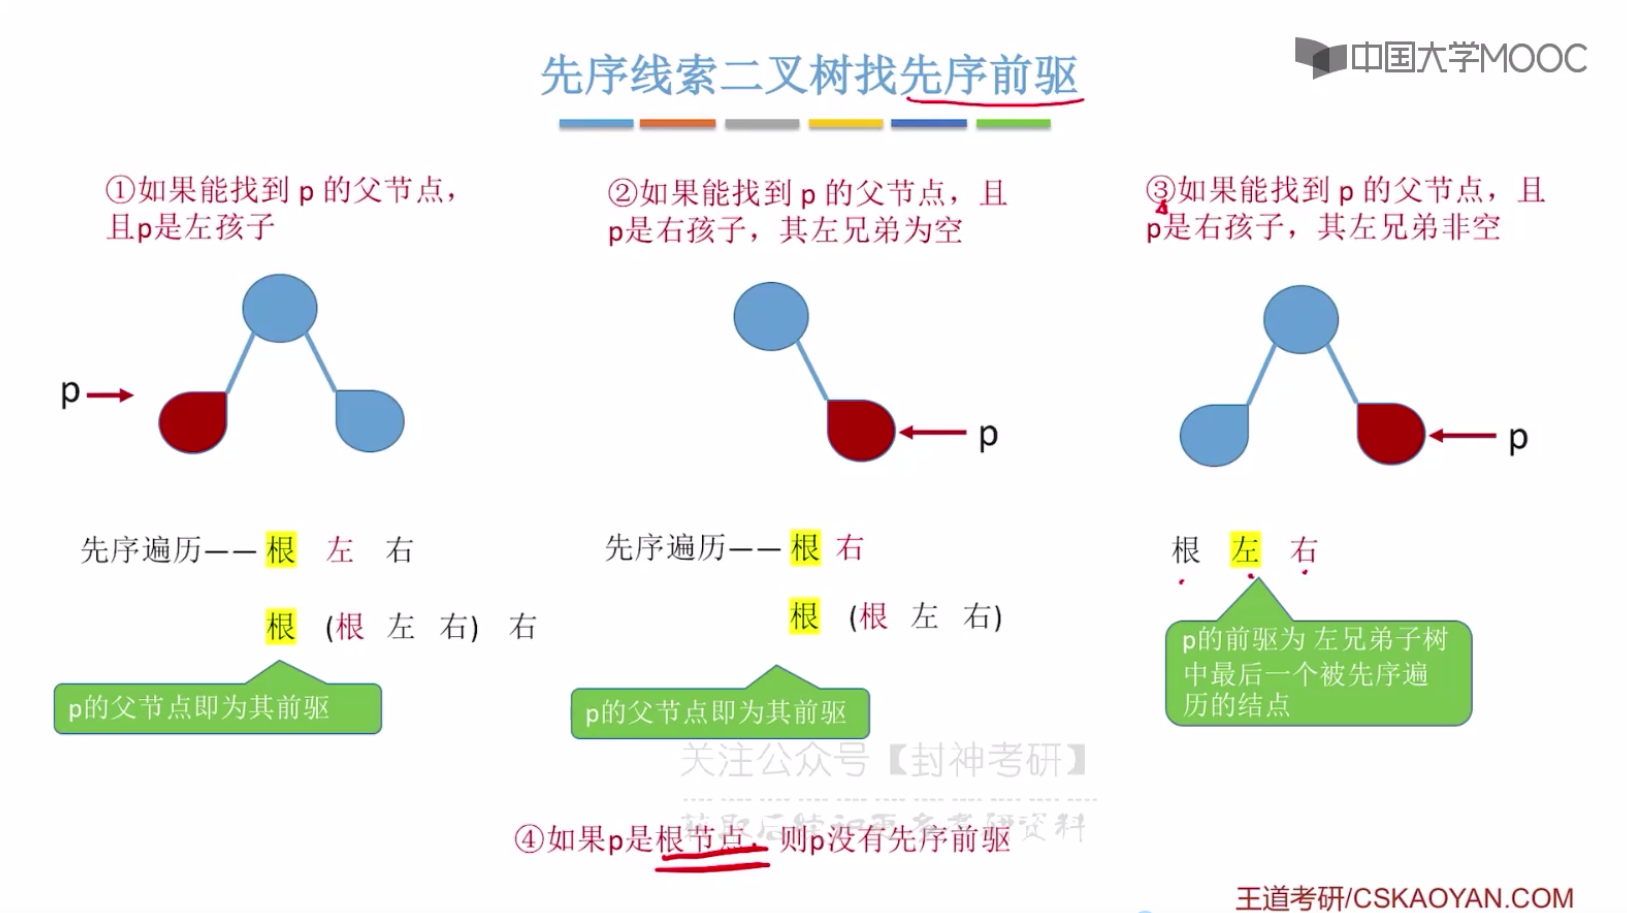 中国大学MOOC
先序线索二叉树找先序前驱
①如果能找到 p 的父节点，
且p是左孩子
p
先序遍历—— 根 左 右
根 (根 左 右) 右
p的父节点即为其前驱
②如果能找到 p 的父节点，且
p是右孩子，其左兄弟为空
p
先序遍历—— 根 右
根 (根 左 右)
p的父节点即为其前驱
③如果能找到 p 的父节点，且
p是右孩子，其左兄弟非空
p
根 左 右
p的前驱为 左兄弟子树
中最后一个被先序遍
历的结点
关注公众号【封神考研】
④如果p是根节点，则p没有先序前驱
王道考研/CSKAOYAN.COM